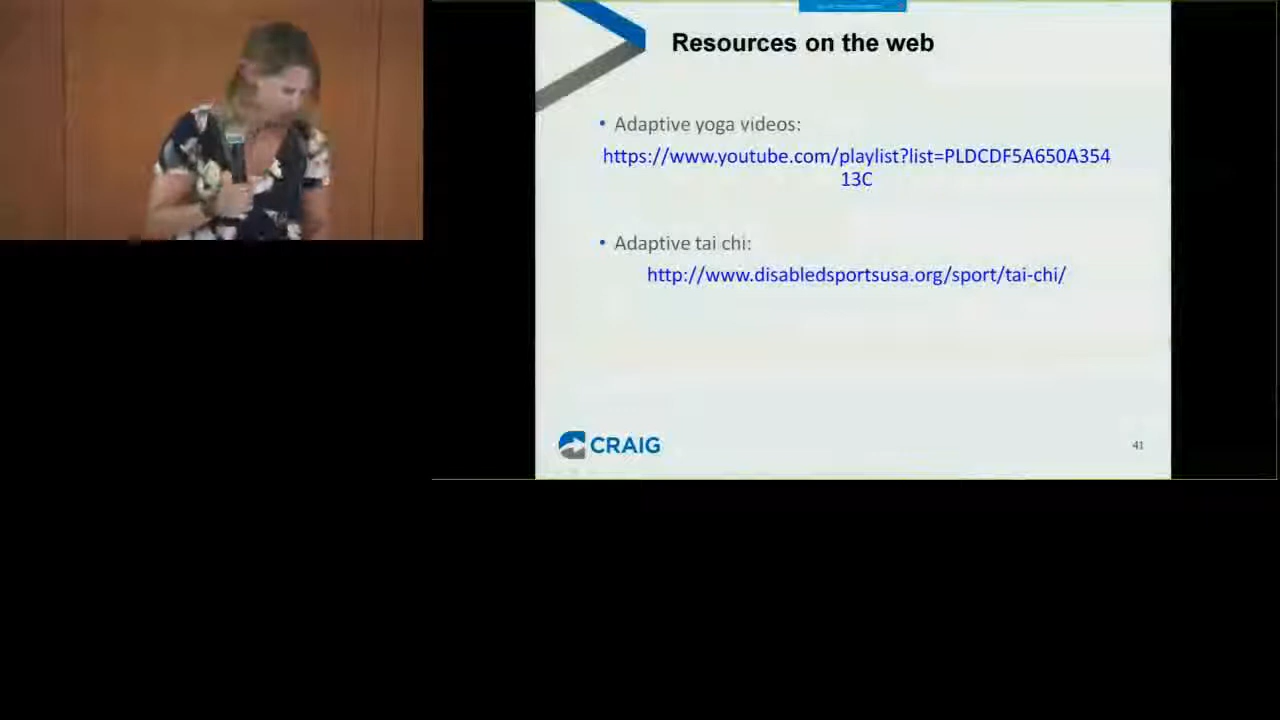 Resources on the web
• Adaptive yoga videos:
https://www.youtube.com/playlist?list=PLDCDF5A650A354
13C
• Adaptive tai chi:
http://www.disabledsportsusa.org/sport/tai-chi/
CRAIG
41